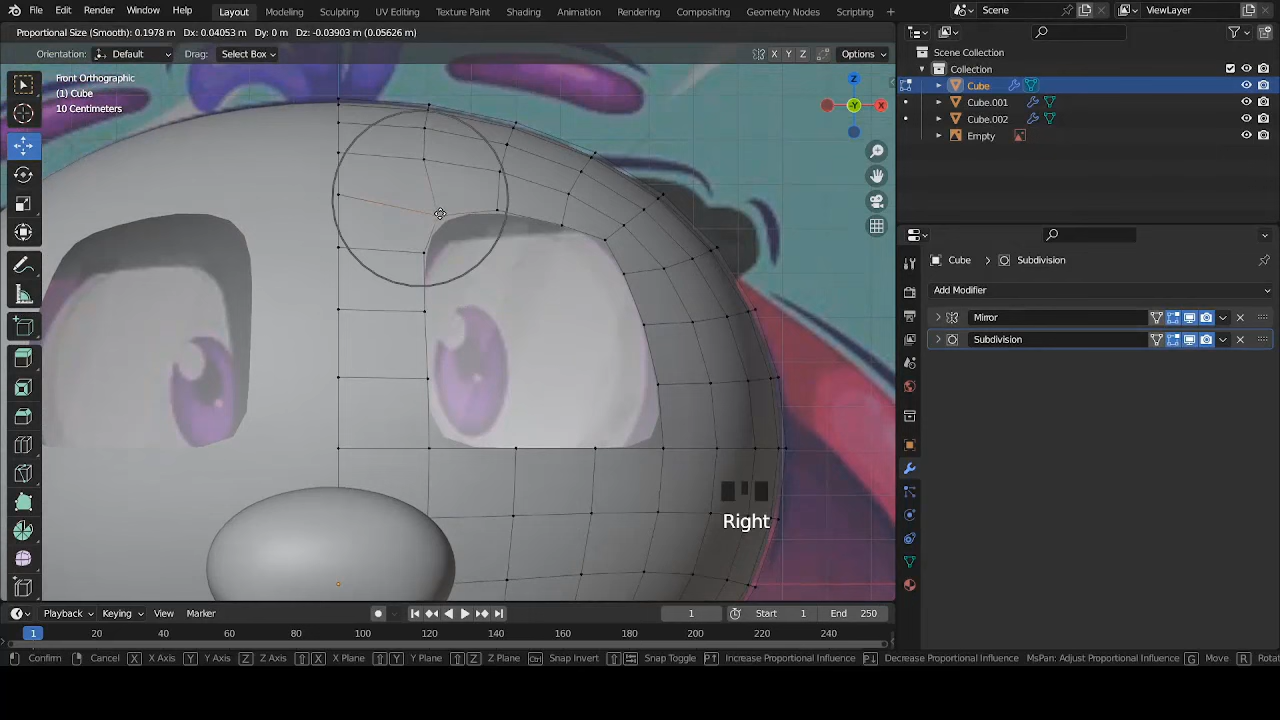 File Edit Render Window Help Layout Modeling Sculpting UV Editing Texture Paint Shading Animation Rendering Compositing Geometry Nodes Scripting Scene ViewLayer
Proportional Size (Smooth): 0.1978 m Dx: 0.04053 m Dy: 0 m Dz: -0.03903 m (0.05626 m)
Orientation: Default Drag: Select Box X Y Z Options
Scene Collection
Collection
Cube
Cube.001
Cube.002
Empty
Front Orthographic
(1) Cube
10 Centimeters
Z
-Y
X
Cube > Subdivision
Add Modifier
Mirror
Subdivision
Right
Playback Keying View Marker 1 Start 1 End 250
1 20 40 60 80 100 120 140 160 180 200 220 240
Confirm Cancel X X Axis Y Y Axis Z Z Axis X X Plane Y Y Plane Z Z Plane Ctrl Snap Invert Snap Toggle P↑ Increase Proportional Influence P↓ Decrease Proportional Influence MsPan: Adjust Proportional Influence G Move R Rotat